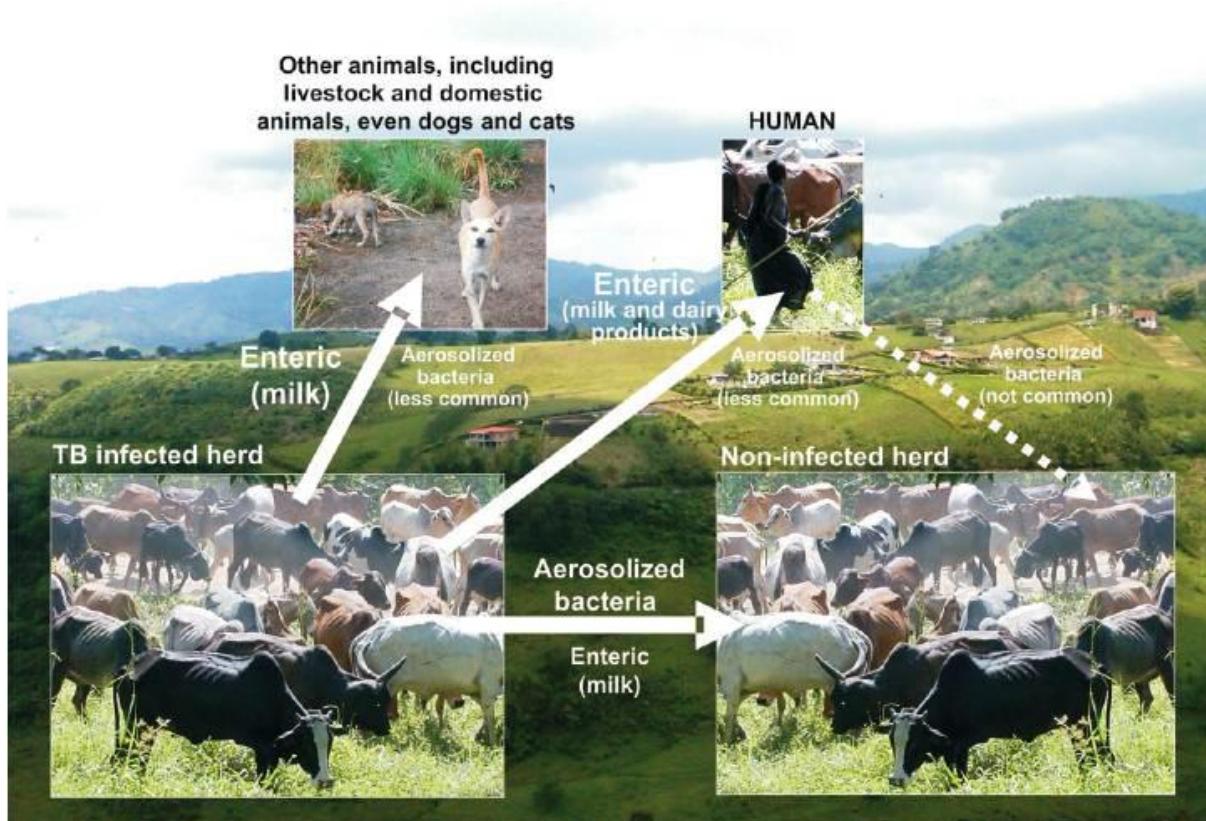 Other animals, including
livestock and domestic
animals, even dogs and cats
HUMAN
Enteric
(milk and dairy
products)
Enteric
(milk)
Aerosolized
bacteria
(less common)
Aerosolized
bacteria
(less common)
Aerosolized
bacteria
(not common)
TB infected herd
Non-infected herd
Aerosolized
bacteria
Enteric
(milk)